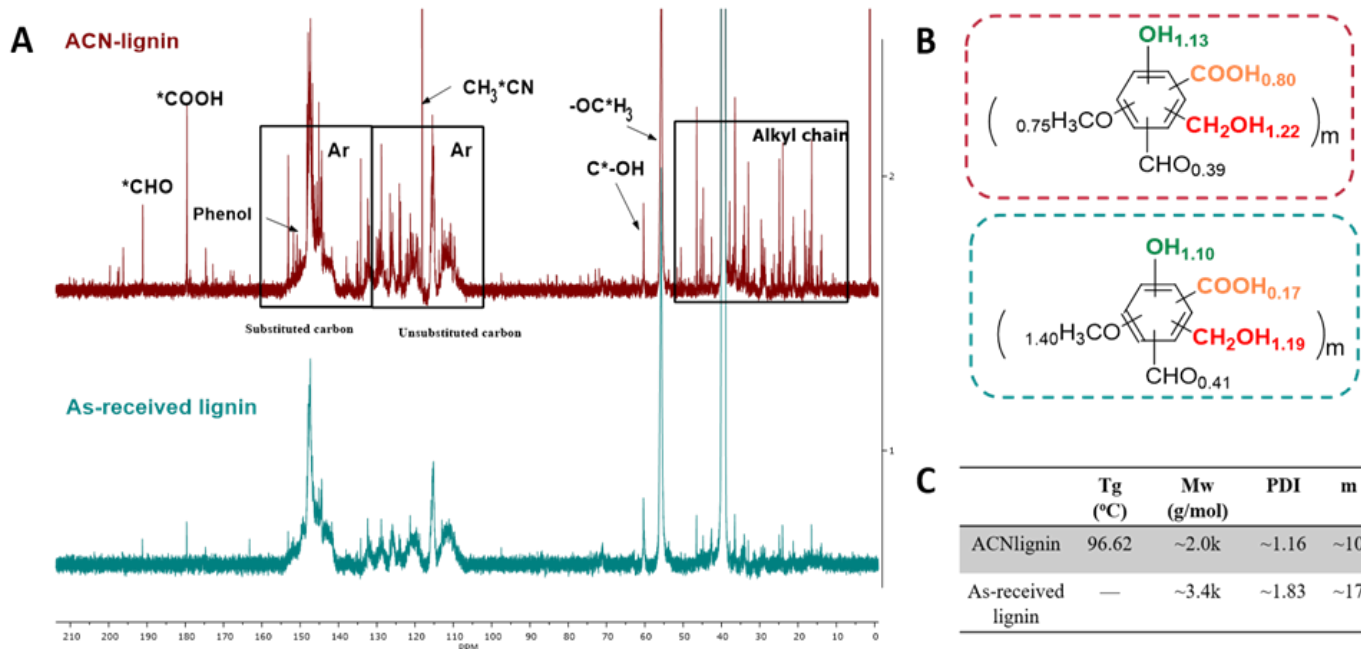 A
ACN-lignin
*COOH
*CHO
Phenol
Ar
Ar
CH3*CN
-OC*H3
C*-OH
Alkyl chain
Substituted carbon
Unsubstituted carbon
2
As-received lignin
1
210 200 190 180 170 160 150 140 130 120 110 100 90 80 70 60 50 40 30 20 10 0
PPM
B
OH1.13
COOH0.80
( 0.75H3CO CH2OH1.22 )m
CHO0.39
OH1.10
COOH0.17
( 1.40H3CO CH2OH1.19 )m
CHO0.41
C
Tg (°C) Mw (g/mol) PDI m
ACNlignin 96.62 ~2.0k ~1.16 ~10
As-received lignin — ~3.4k ~1.83 ~17